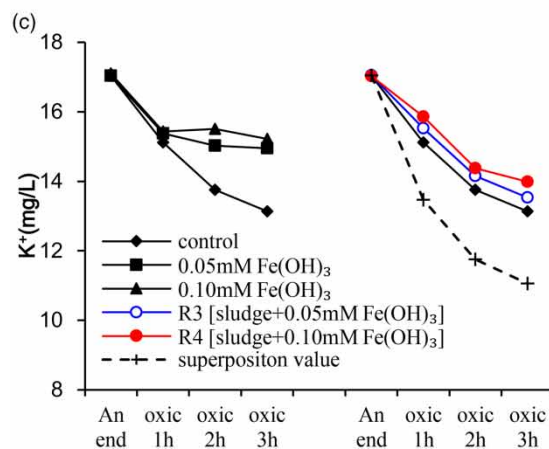 (c)
18
16
14
12
10
8
K⁺(mg/L)
control
0.05mM Fe(OH)₃
0.10mM Fe(OH)₃
R3 [sludge+0.05mM Fe(OH)₃]
R4 [sludge+0.10mM Fe(OH)₃]
superpositon value
An oxic oxic oxic An oxic oxic oxic
end 1h 2h 3h end 1h 2h 3h